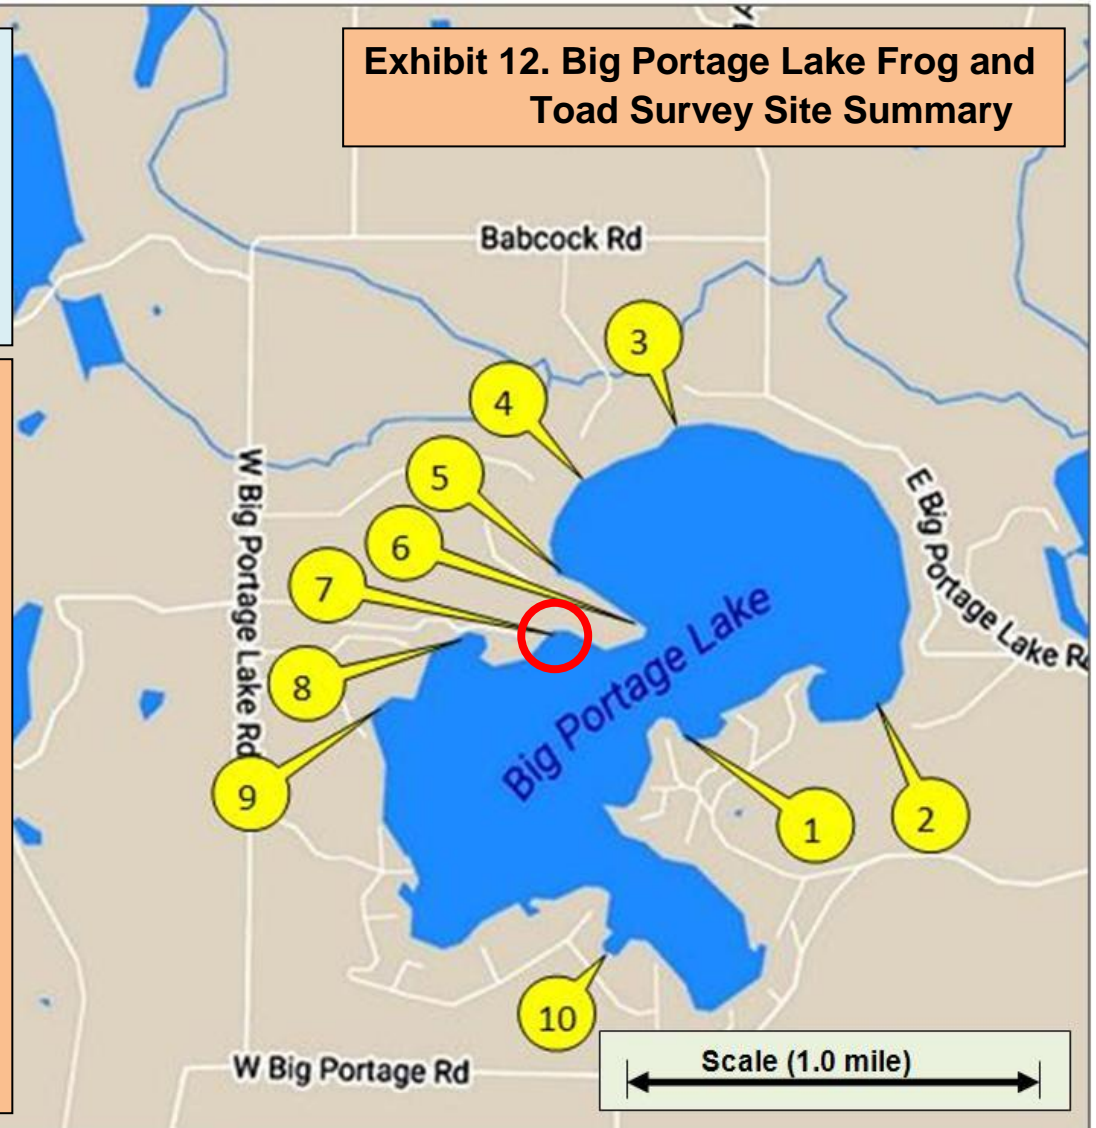 Exhibit 12. Big Portage Lake Frog and
Toad Survey Site Summary
Babcock Rd
3
4
5
6
7
8
9
W Big Portage Lake Rd
E Big Portage Lake
Big Portage Lake
1
2
10
W Big Portage Rd
Scale (1.0 mile)